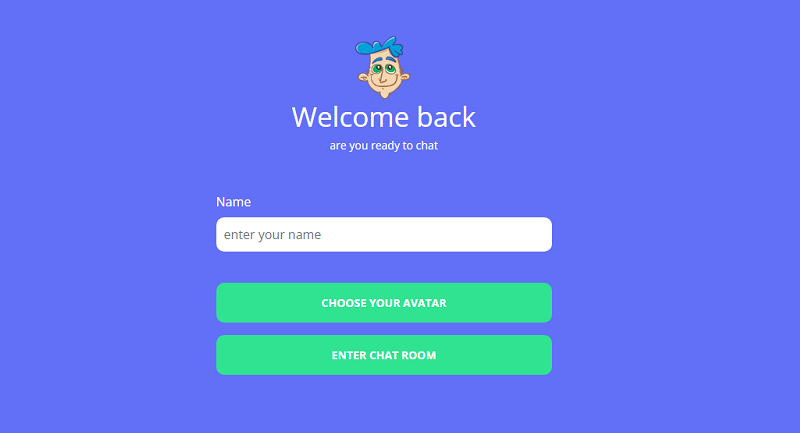 Welcome back
are you ready to chat
Name
enter your name
CHOOSE YOUR AVATAR
ENTER CHAT ROOM